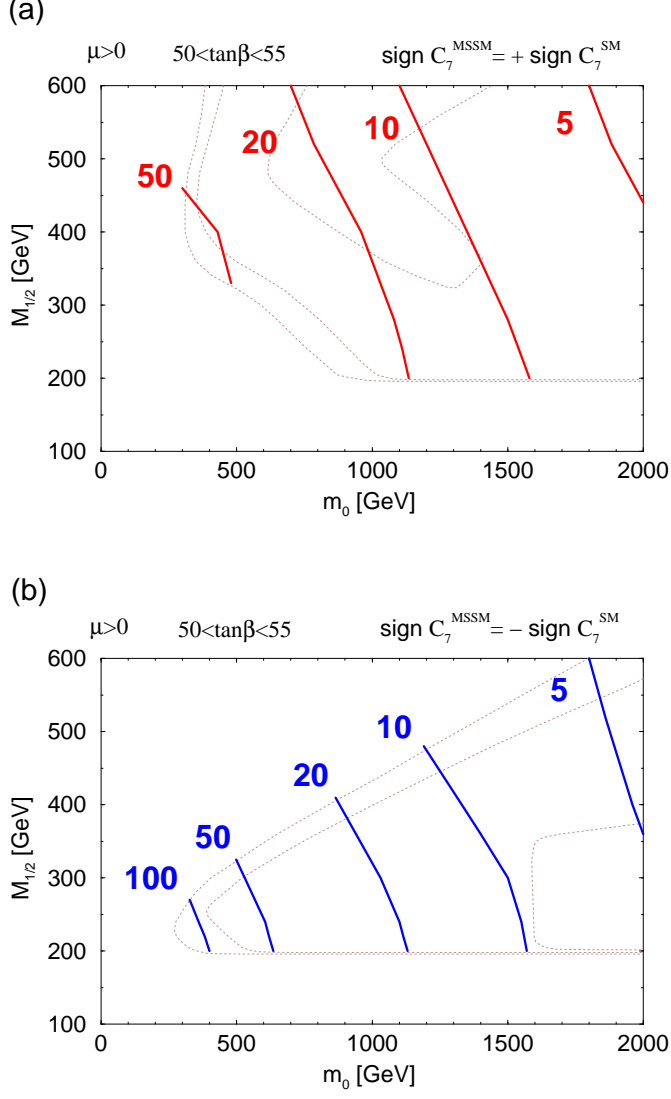 (a)
μ>0 50<tanβ<55 sign C₇^MSSM = + sign C₇^SM
600
500
400
300
200
100
M₁/₂ [GeV]
50
20
10
5
0 500 1000 1500 2000
m₀ [GeV]
(b)
μ>0 50<tanβ<55 sign C₇^MSSM = − sign C₇^SM
600
500
400
300
200
100
M₁/₂ [GeV]
100
50
20
10
5
0 500 1000 1500 2000
m₀ [GeV]